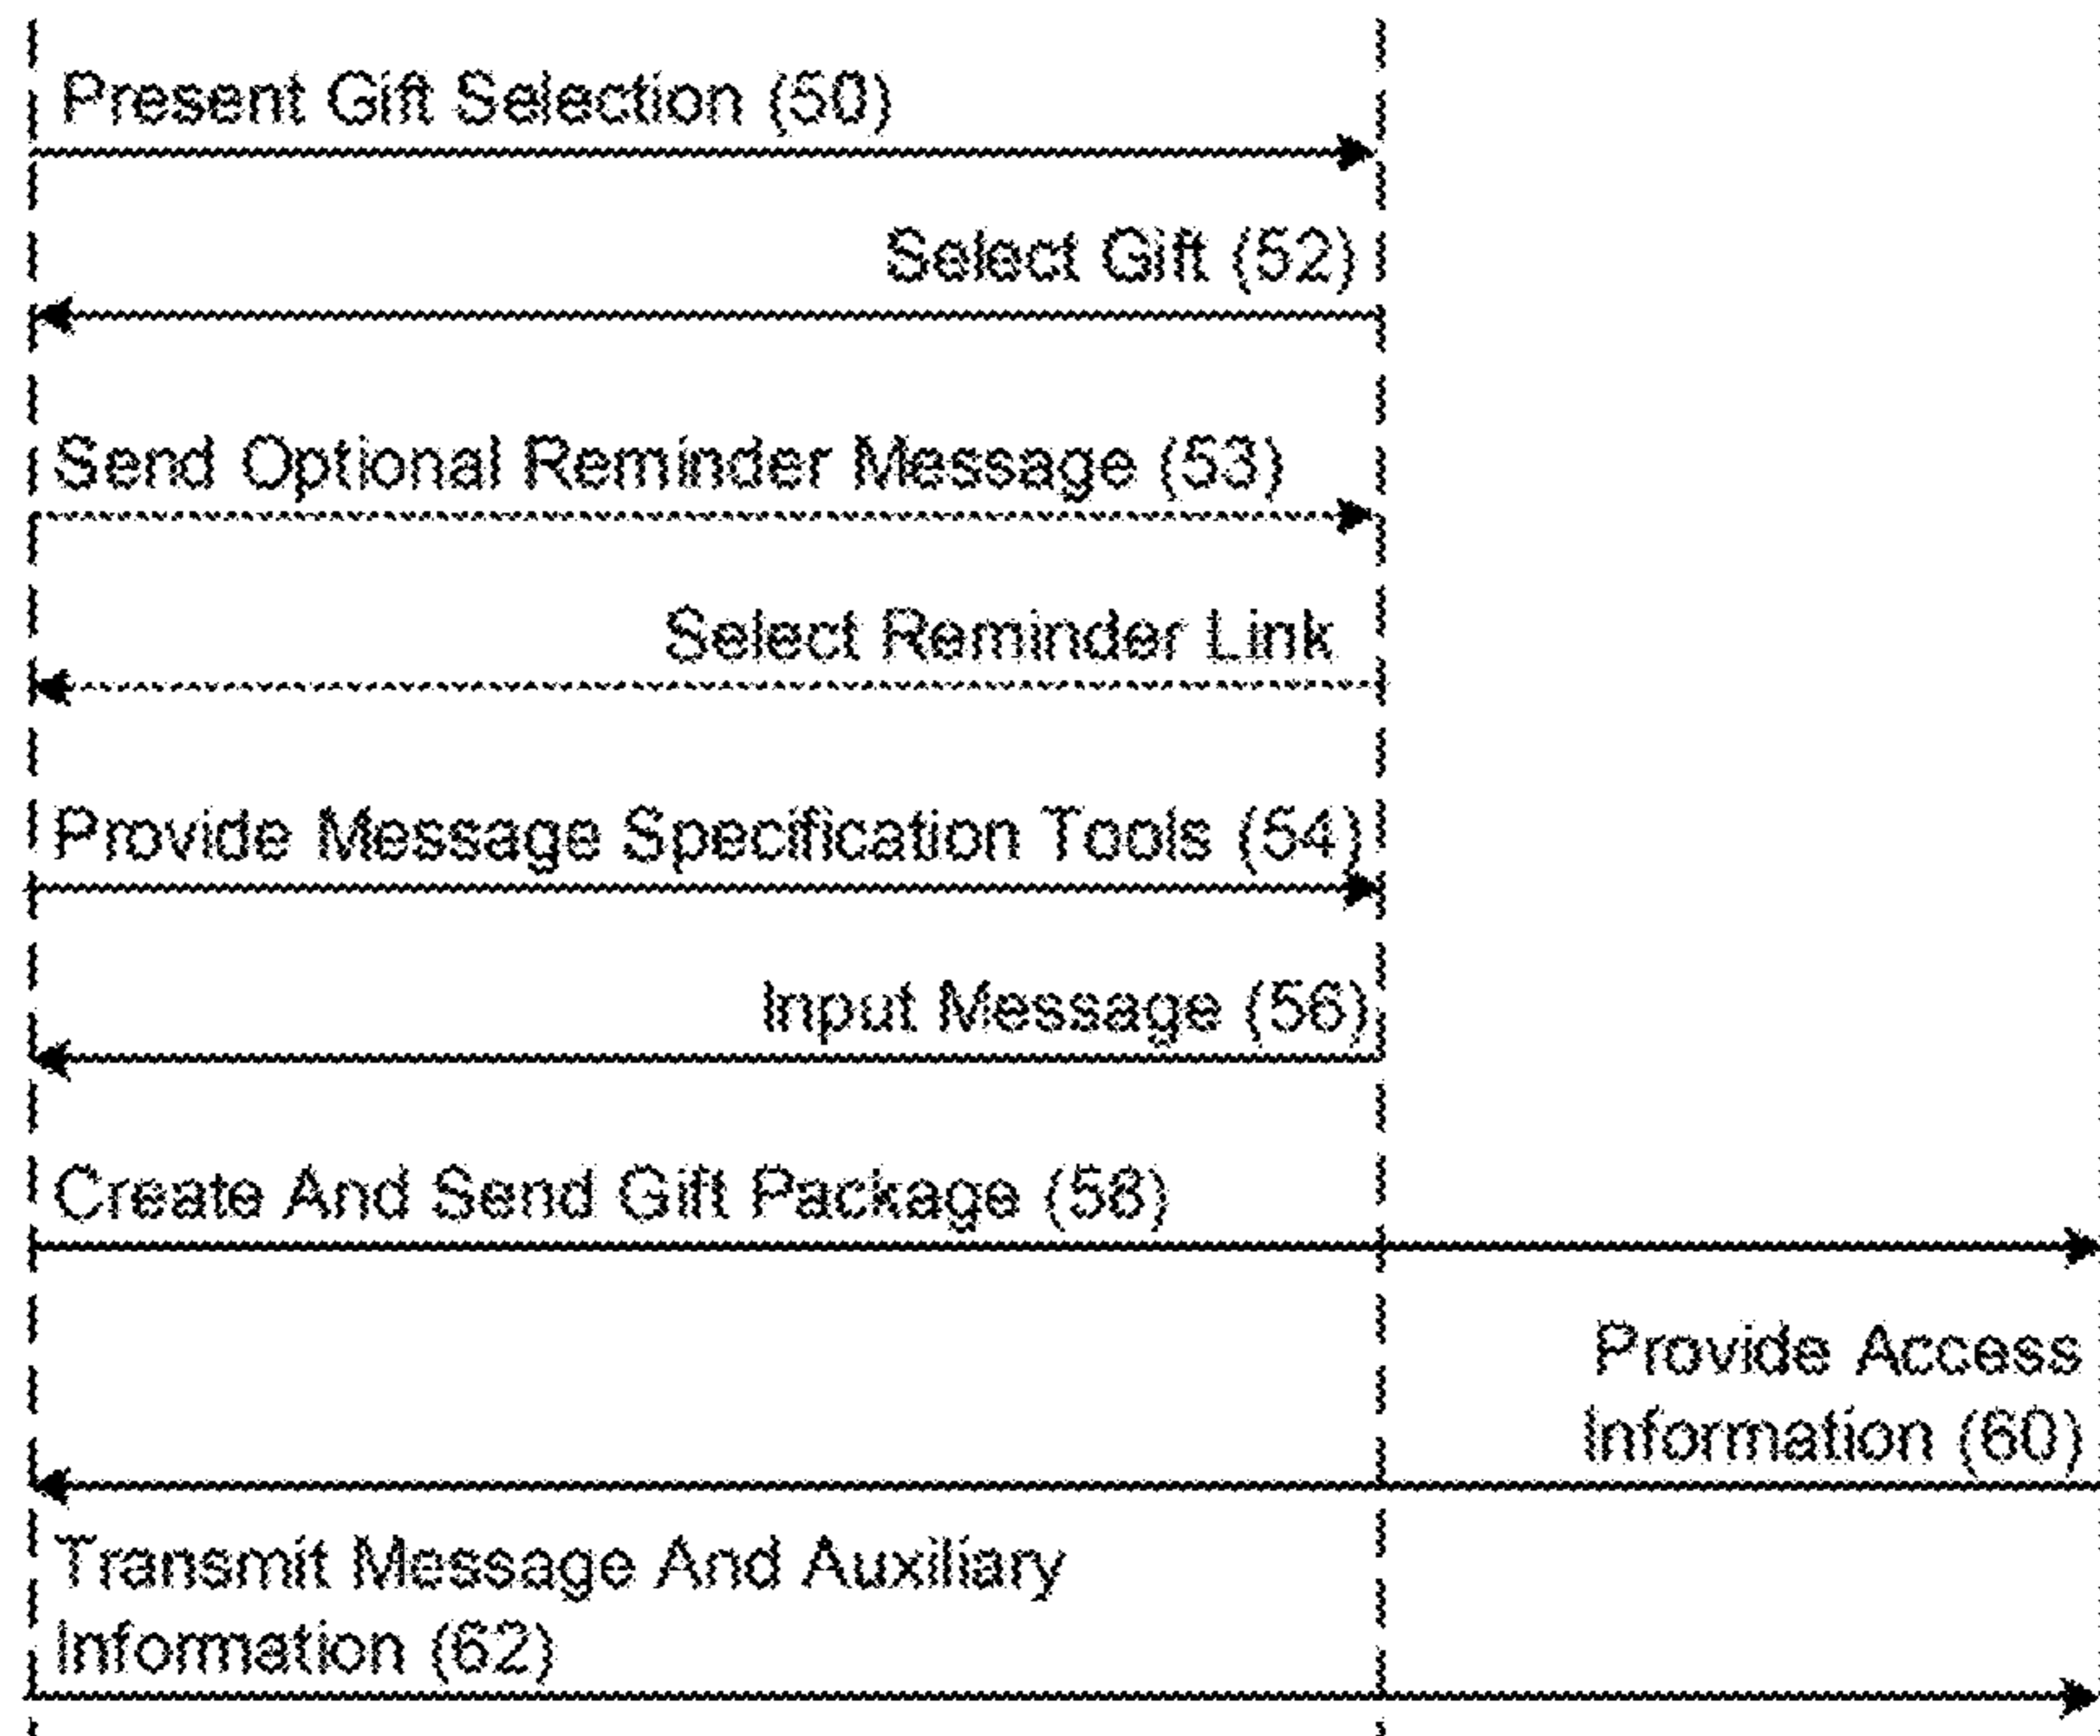 Present Gift Selection (50)
Select Gift (52)
Send Optional Reminder Message (53)
Select Reminder Link
Provide Message Specification Tools (54)
Input Message (56)
Create And Send Gift Package (58)
Provide Access
Information (60)
Transmit Message And Auxiliary
Information (62)